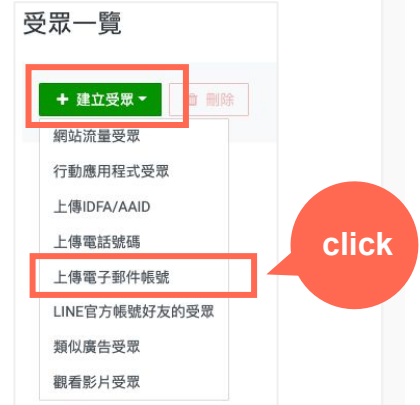 受眾一覽
+ 建立受眾
刪除
網站流量受眾
行動應用程式受眾
上傳IDFA/AAID
上傳電話號碼
上傳電子郵件帳號
click
LINE官方帳號好友的受眾
類似廣告受眾
觀看影片受眾